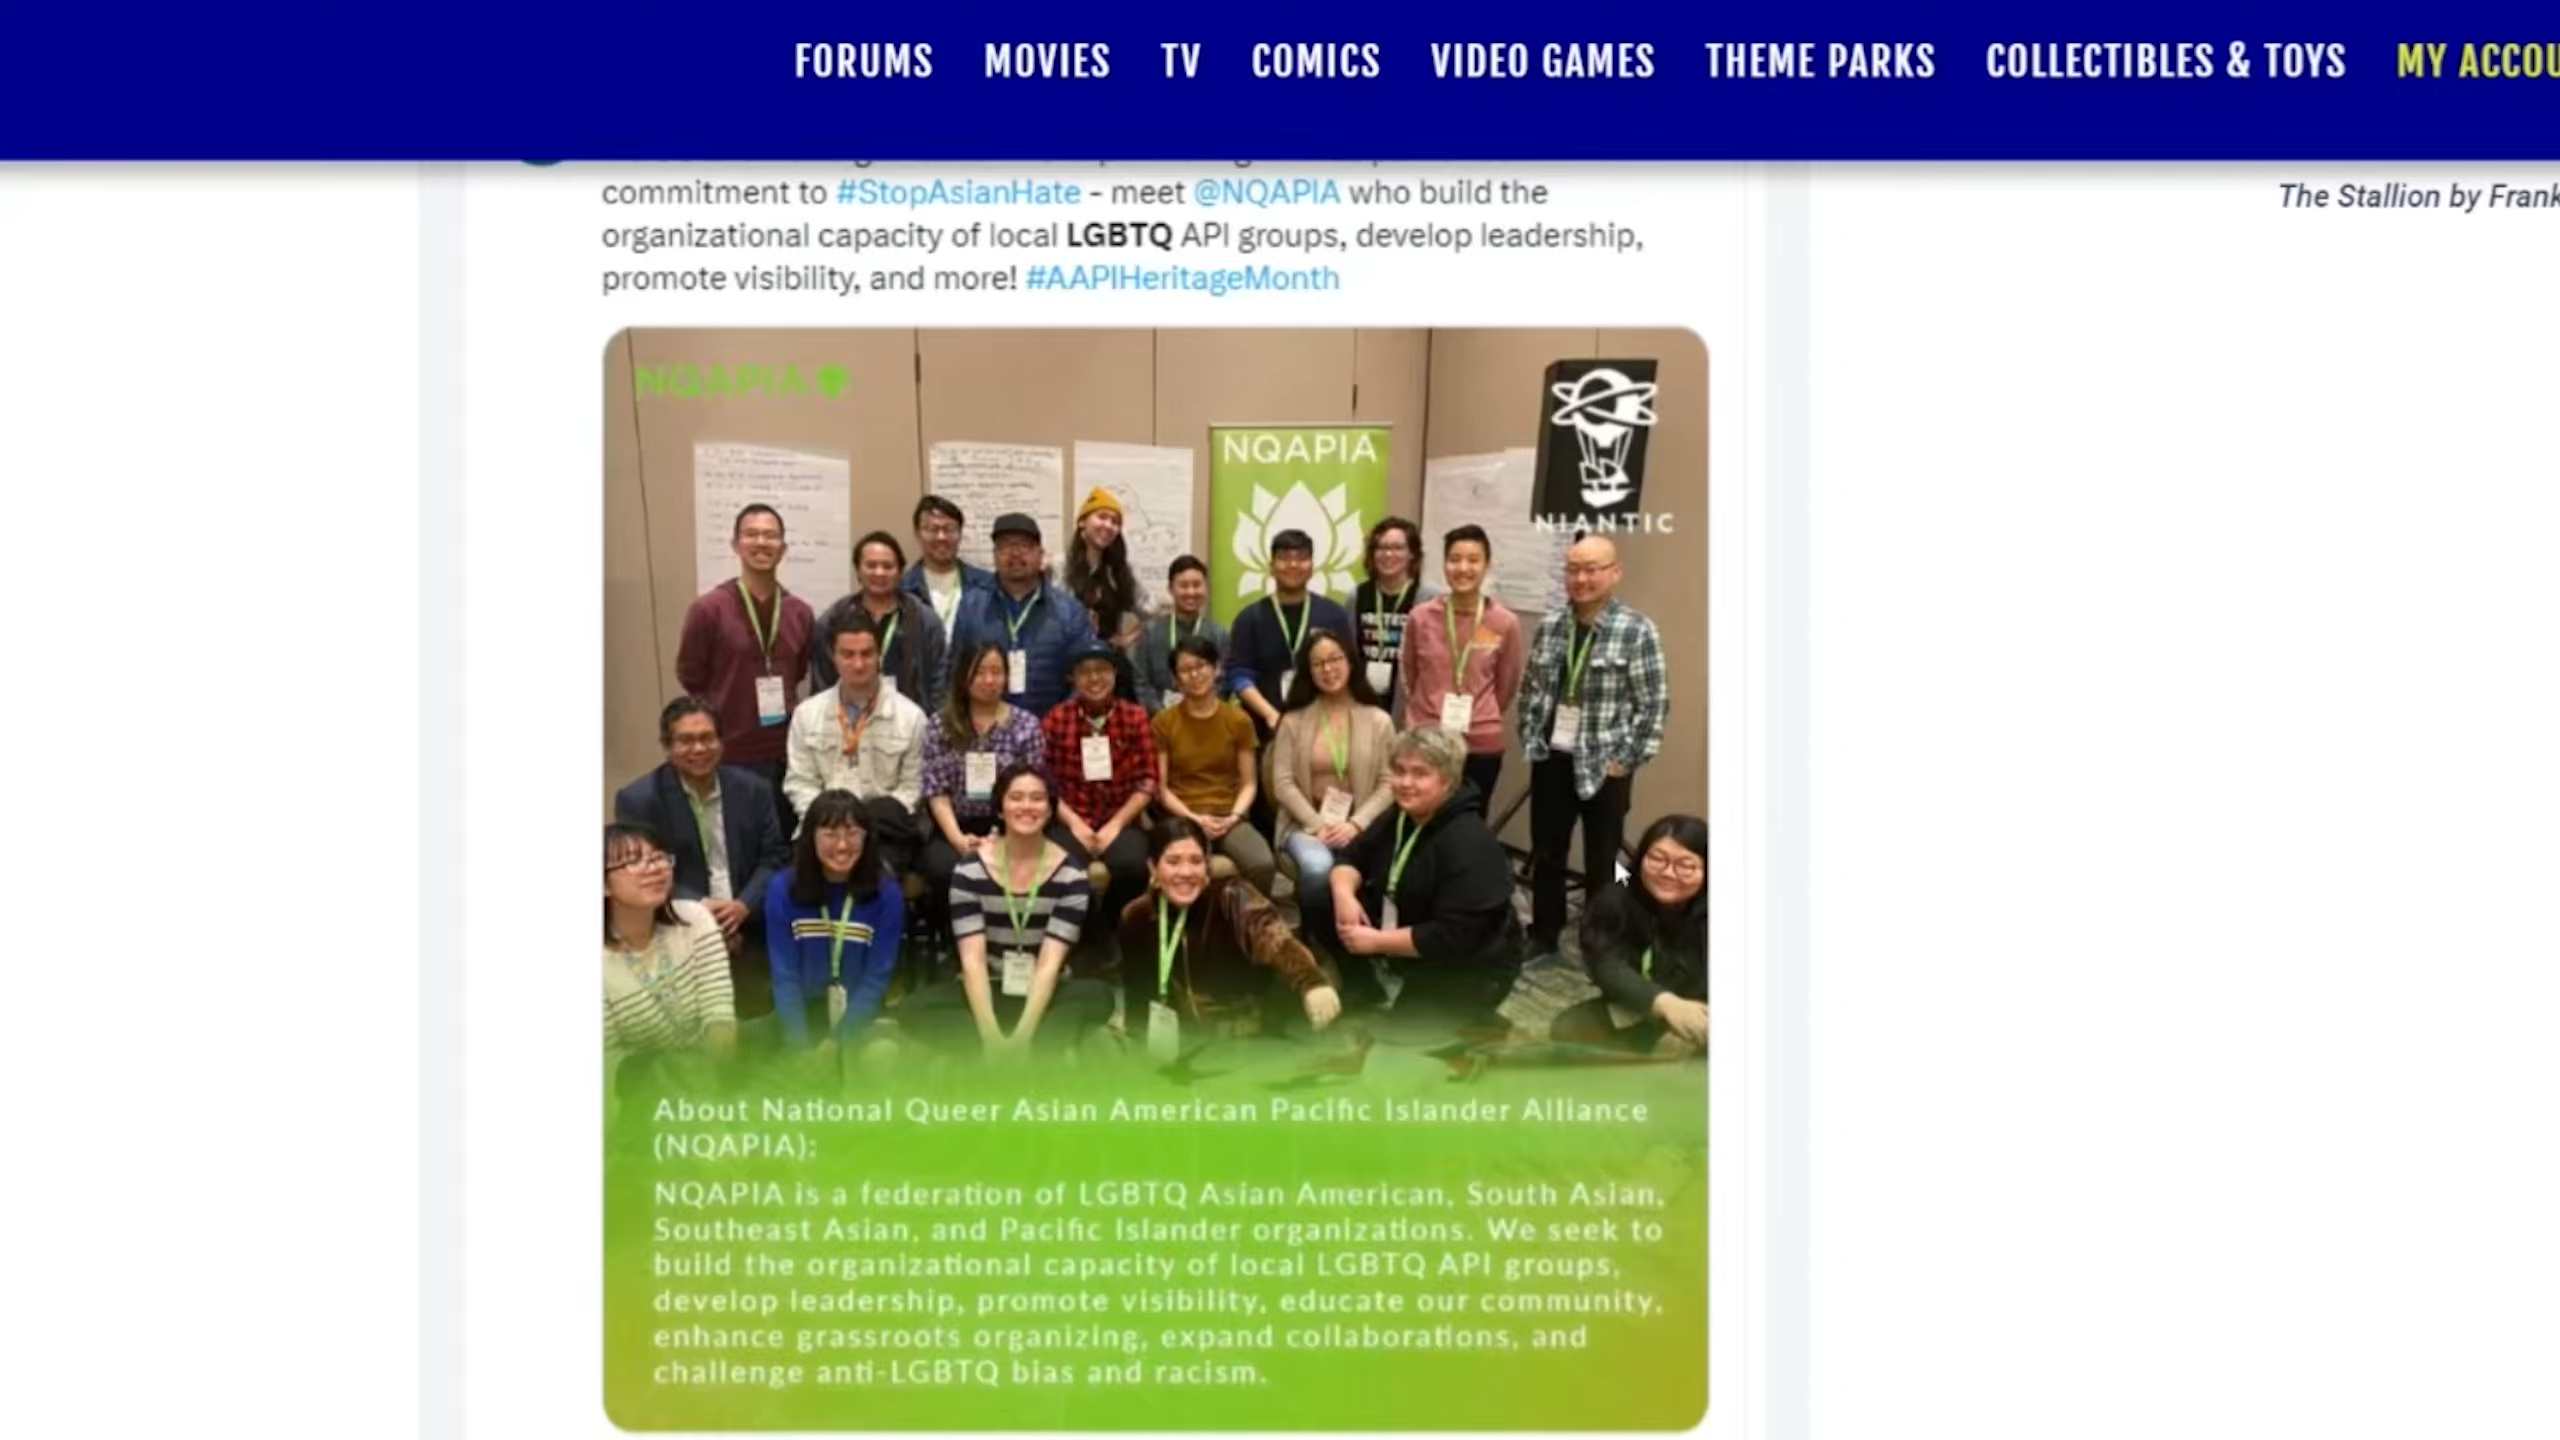 FORUMS MOVIES TV COMICS VIDEO GAMES THEME PARKS COLLECTIBLES & TOYS MY
The Stallion by Frank
commitment to #StopAsianHate - meet @NQAPIA who build the
organizational capacity of local LGBTQ API groups, develop leadership,
promote visibility, and more! #AAPIHeritageMonth
NQAPIA
NQAPIA
NIANTIC
PROTECT
TRANS
YOUTH
About National Queer Asian American Pacific Islander Alliance
(NQAPIA):
NQAPIA is a federation of LGBTQ Asian American, South Asian,
Southeast Asian, and Pacific Islander organizations. We seek to
build the organizational capacity of local LGBTQ API groups,
develop leadership, promote visibility, educate our community,
enhance grassroots organizing, expand collaborations, and
challenge anti-LGBTQ bias and racism.